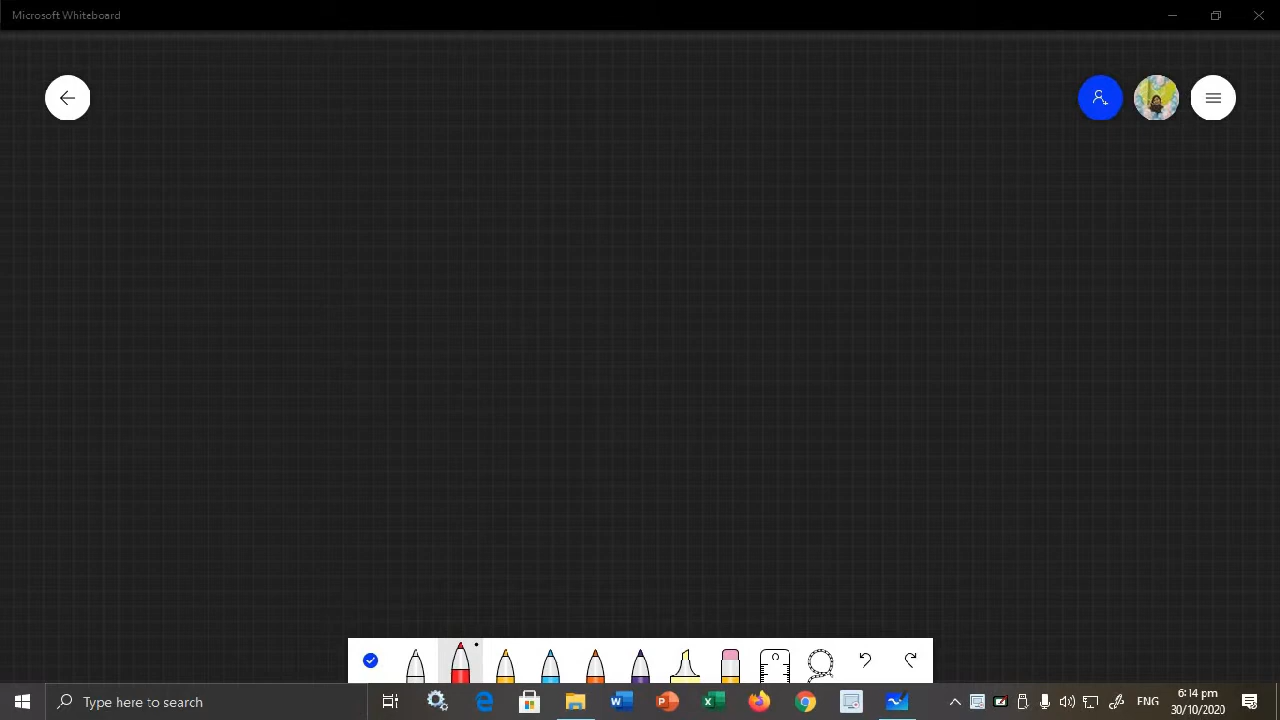 Microsoft Whiteboard
Type here to search
ENG
6:14 pm
30/10/2020